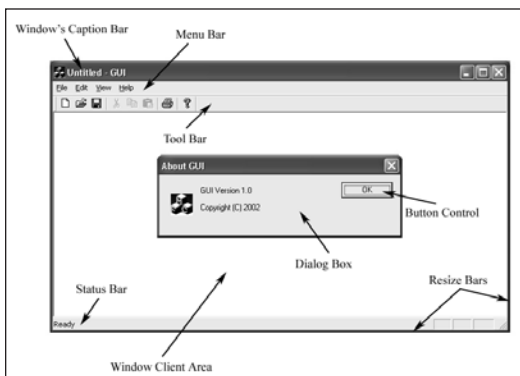 Window's Caption Bar
Menu Bar
Untitled - GUI
File Edit View Help
Tool Bar
About GUI
GUI Version 1.0
OK
Copyright (C) 2002
Button Control
Dialog Box
Status Bar
Resize Bars
Ready
Window Client Area